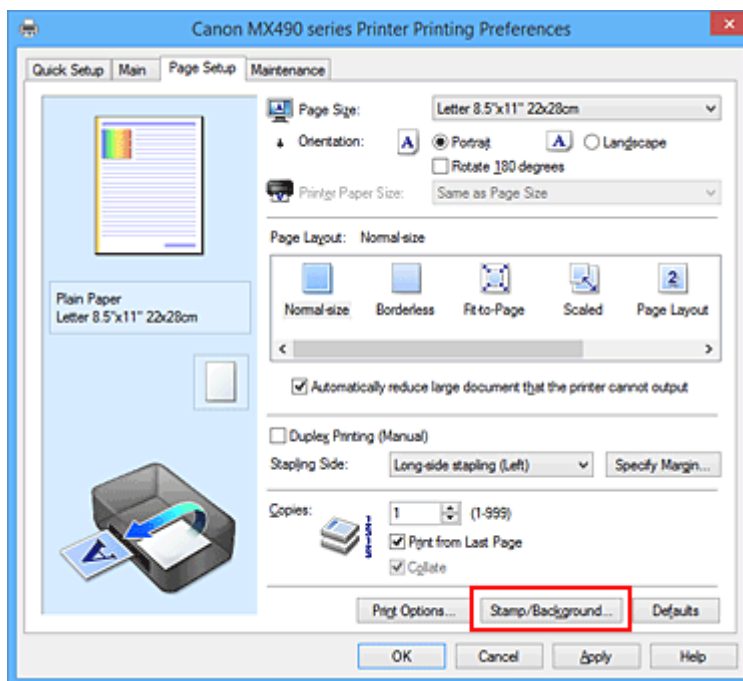 Canon MX490 series Printer Printing Preferences
Quick Setup Main Page Setup Maintenance
Page Size: Letter 8.5"x11" 22x28cm
Orientation: A Portrait A Landscape
Rotate 180 degrees
Printer Paper Size: Same as Page Size
Page Layout: Normal-size
2
Normal-size Borderless Fit-to-Page Scaled Page Layout
Plain Paper
Letter 8.5"x11" 22x28cm
Automatically reduce large document that the printer cannot output
Duplex Printing (Manual)
Stapling Side: Long-side stapling (Left) Specify Margin...
Copies: 1 (1-999)
Print from Last Page
Collate
A
Print Options... Stamp/Background... Defaults
OK Cancel Apply Help